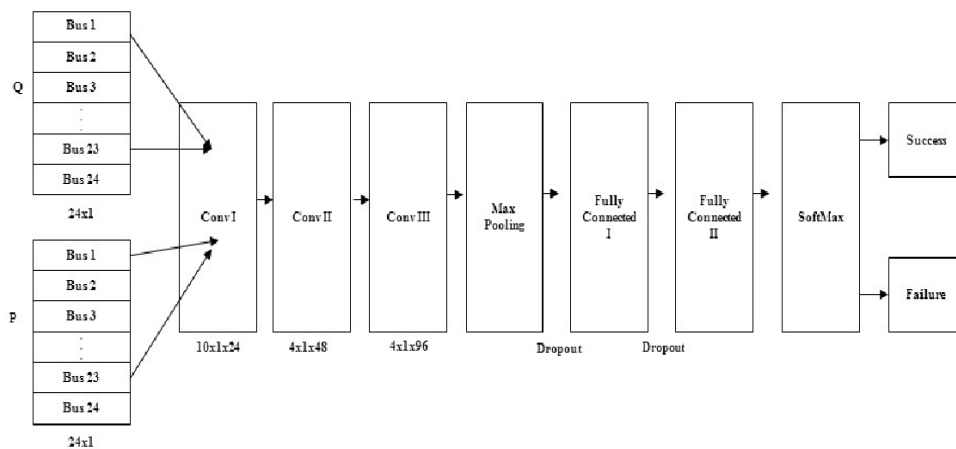 Q
Bus 1
Bus 2
Bus 3
Bus 23
Bus 24
24x1
P
Bus 1
Bus 2
Bus 3
Bus 23
Bus 24
24x1
Conv I
10x1x24
Conv II
4x1x48
Conv III
4x1x96
Max
Pooling
Dropout
Fully
Connected
I
Dropout
Fully
Connected
II
SoftMax
Success
Failure